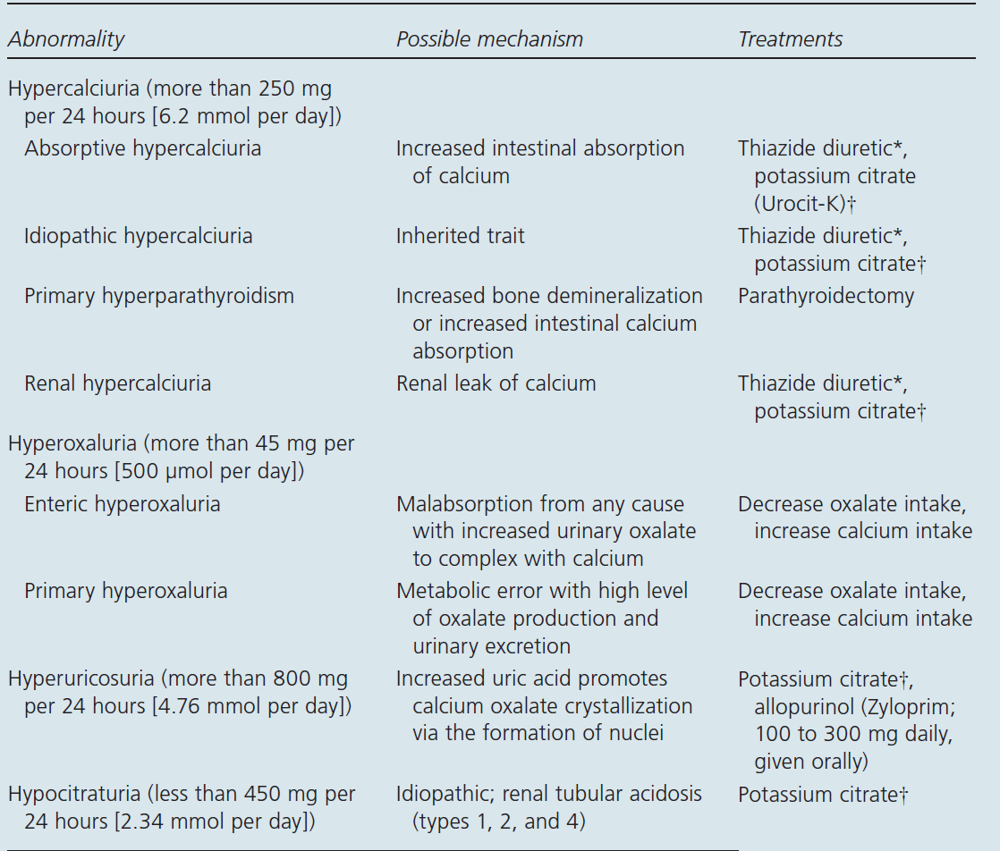 Abnormality Possible mechanism Treatments
Hypercalciuria (more than 250 mg
per 24 hours [6.2 mmol per day])
Absorptive hypercalciuria Increased intestinal absorption Thiazide diuretic*,
of calcium potassium citrate
(Urocit-K)†
Idiopathic hypercalciuria Inherited trait Thiazide diuretic*,
potassium citrate†
Primary hyperparathyroidism Increased bone demineralization Parathyroidectomy
or increased intestinal calcium
absorption
Renal hypercalciuria Renal leak of calcium Thiazide diuretic*,
potassium citrate†
Hyperoxaluria (more than 45 mg per
24 hours [500 μmol per day])
Enteric hyperoxaluria Malabsorption from any cause Decrease oxalate intake,
with increased urinary oxalate increase calcium intake
to complex with calcium
Primary hyperoxaluria Metabolic error with high level Decrease oxalate intake,
of oxalate production and increase calcium intake
urinary excretion
Hyperuricosuria (more than 800 mg Increased uric acid promotes Potassium citrate†,
per 24 hours [4.76 mmol per day]) calcium oxalate crystallization allopurinol (Zyloprim;
via the formation of nuclei 100 to 300 mg daily,
given orally)
Hypocitraturia (less than 450 mg per Idiopathic; renal tubular acidosis Potassium citrate†
24 hours [2.34 mmol per day]) (types 1, 2, and 4)